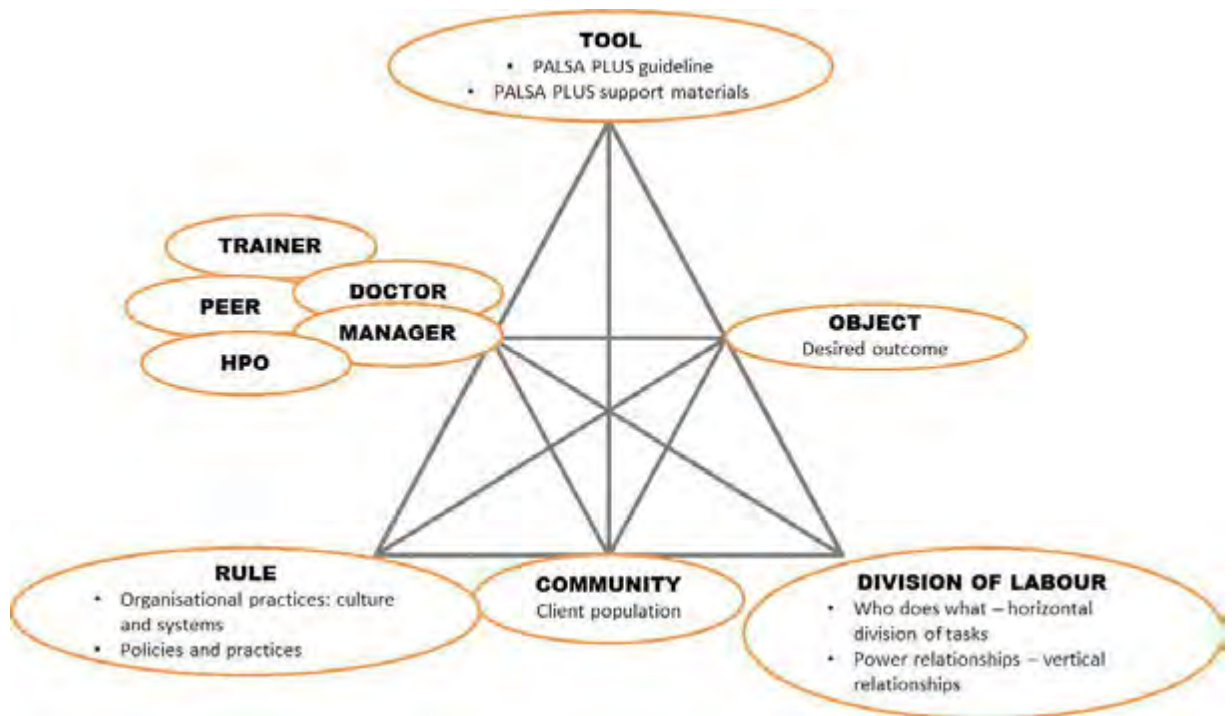 TOOL
• PALSA PLUS guideline
• PALSA PLUS support materials
TRAINER
DOCTOR
PEER
MANAGER
HPO
OBJECT
Desired outcome
RULE
• Organisational practices: culture
and systems
• Policies and practices
COMMUNITY
Client population
DIVISION OF LABOUR
• Who does what – horizontal
division of tasks
• Power relationships – vertical
relationships